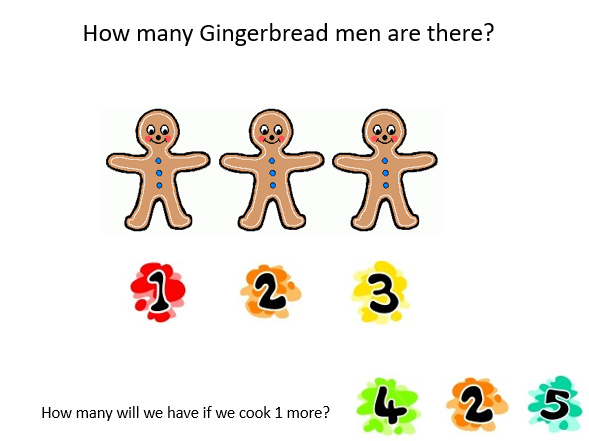 How many Gingerbread men are there?
1 2 3
How many will we have if we cook 1 more? 4 2 5